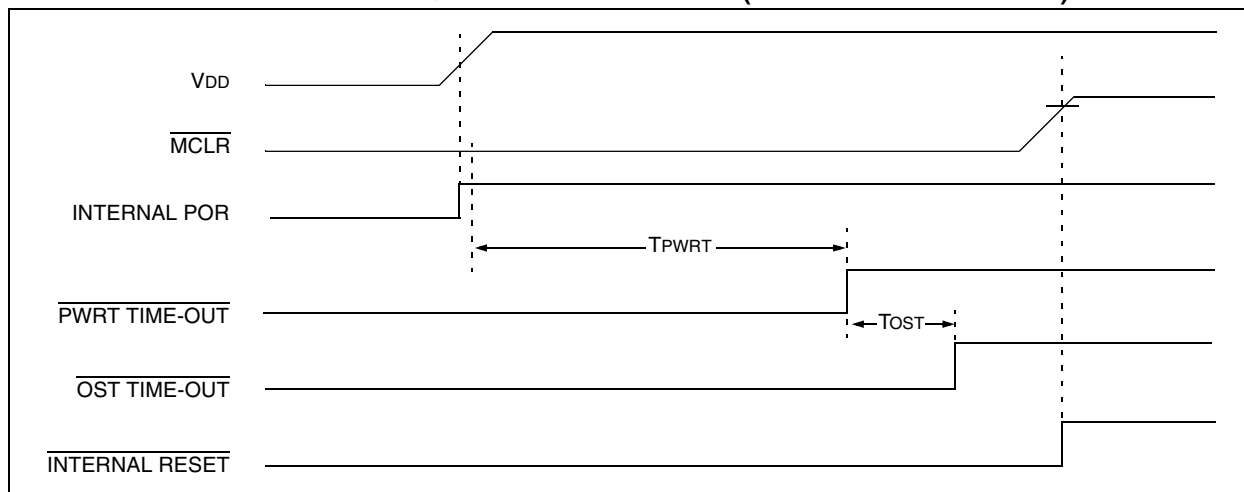 VDD
MCLR
INTERNAL POR
TPWRT
PWRT TIME-OUT
TOST
OST TIME-OUT
INTERNAL RESET